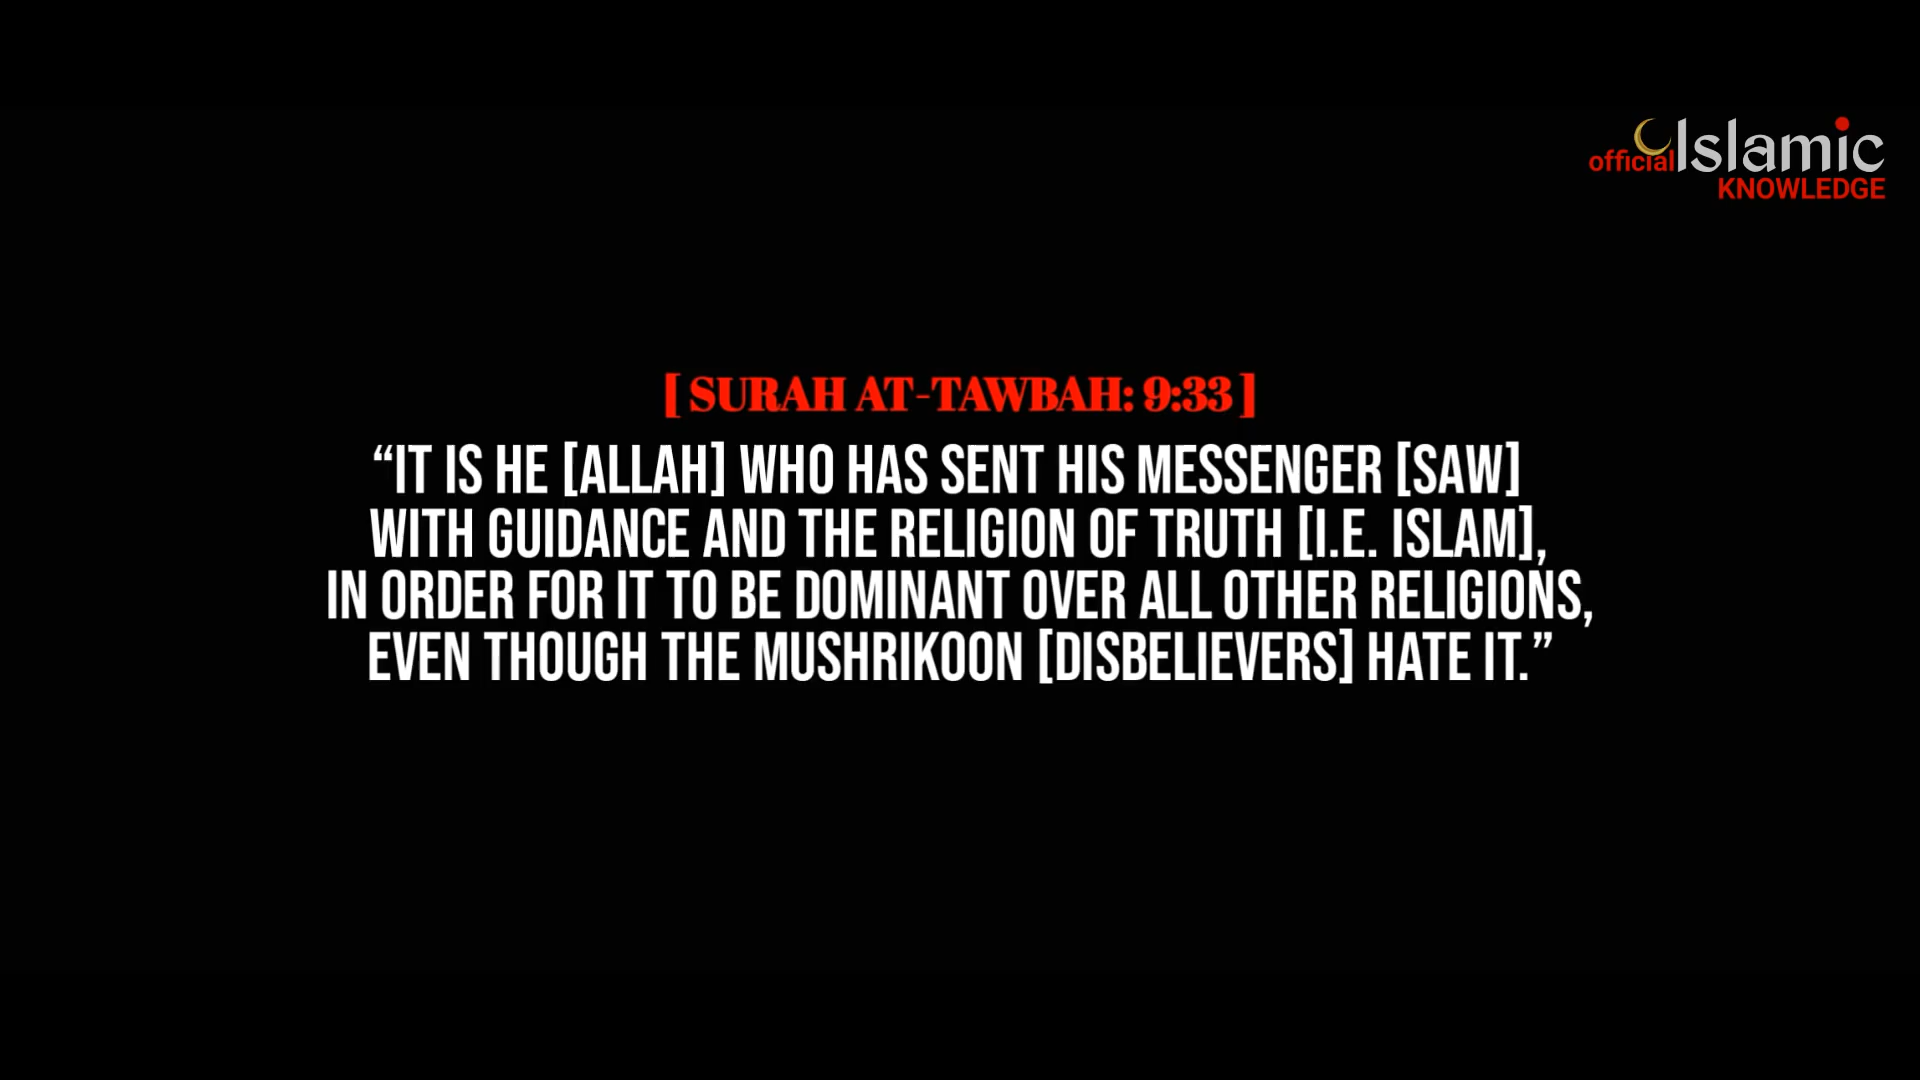 official Islamic
KNOWLEDGE
[ SURAH AT-TAWBAH: 9:33 ]
“IT IS HE [ALLAH] WHO HAS SENT HIS MESSENGER [SAW]
WITH GUIDANCE AND THE RELIGION OF TRUTH [I.E. ISLAM],
IN ORDER FOR IT TO BE DOMINANT OVER ALL OTHER RELIGIONS,
EVEN THOUGH THE MUSHRIKOON [DISBELIEVERS] HATE IT.”